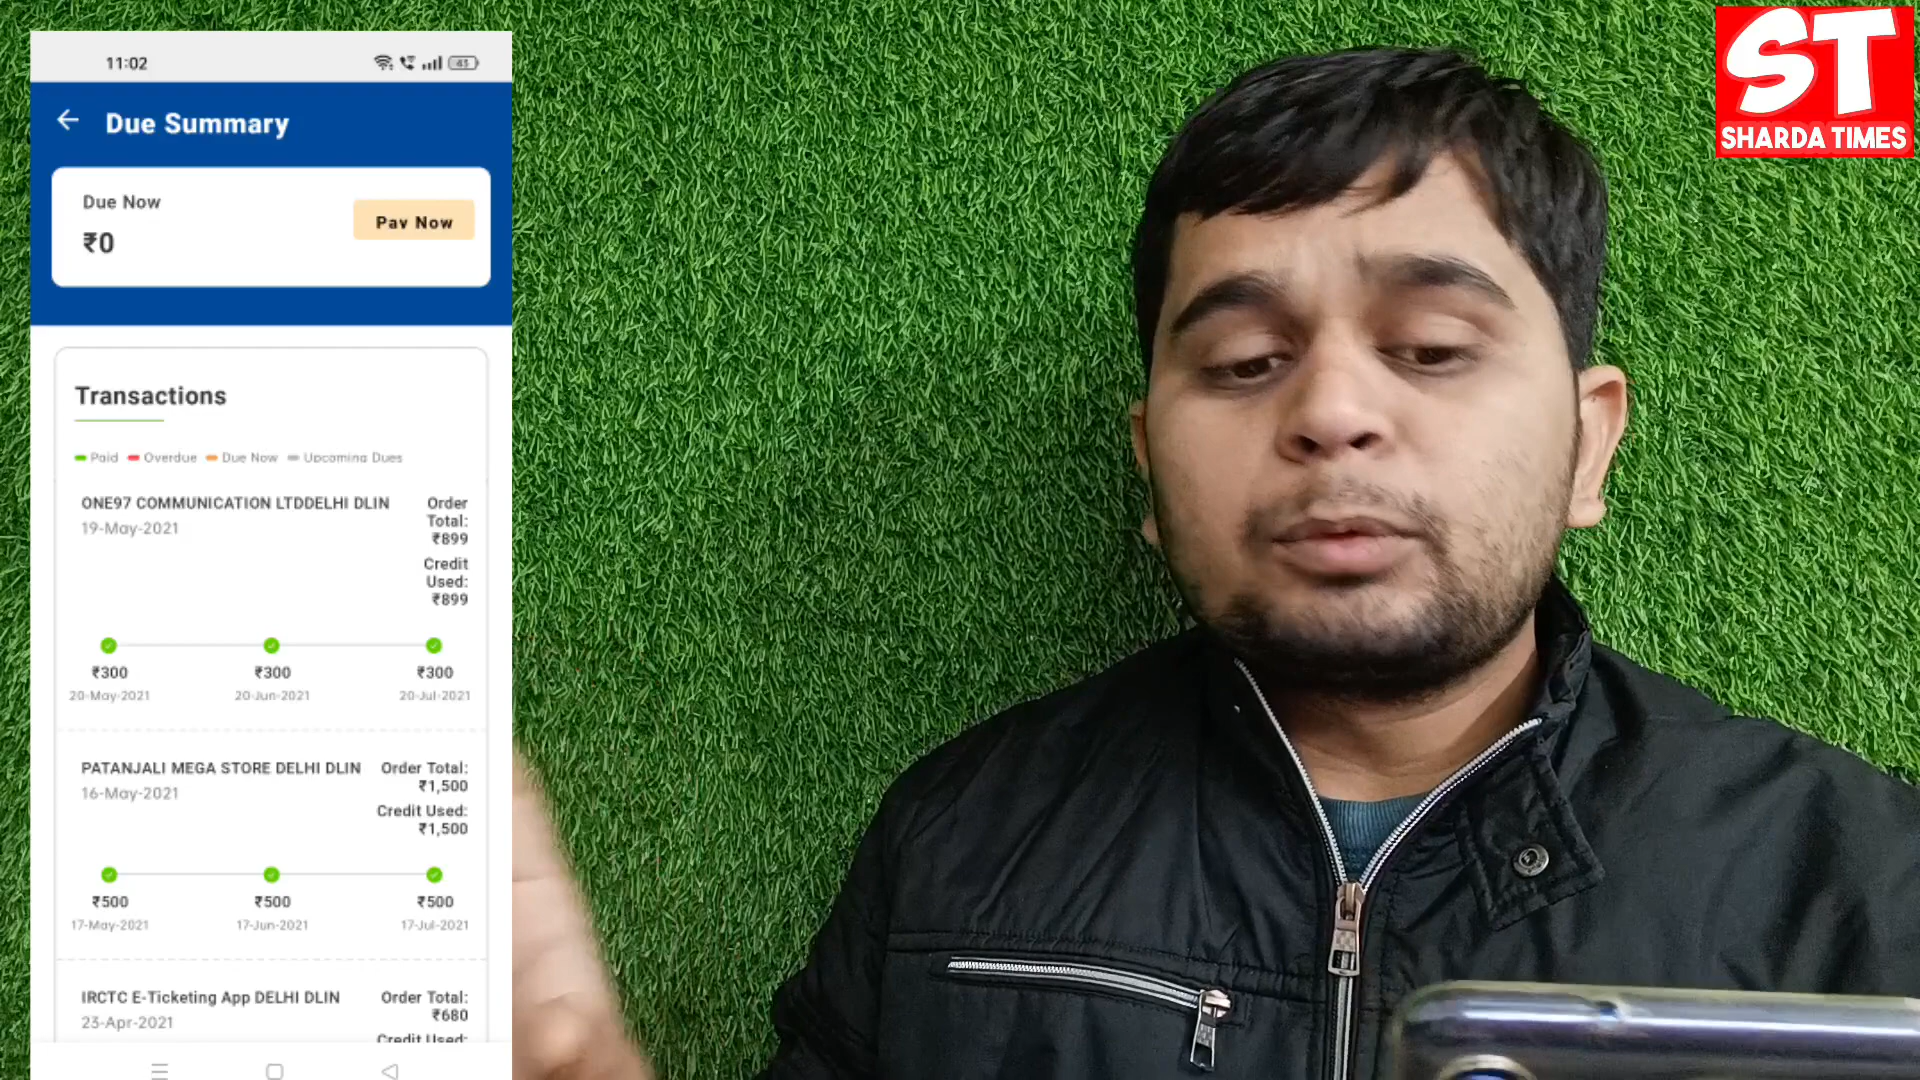 11:02
43
Due Summary
Due Now
₹0
Pay Now
Transactions
Paid Overdue Due Now Upcoming Dues
ONE97 COMMUNICATION LTDDELHI DLIN
19-May-2021
Order
Total:
₹899
Credit
Used:
₹899
₹300 ₹300 ₹300
20-May-2021 20-Jun-2021 20-Jul-2021
PATANJALI MEGA STORE DELHI DLIN
16-May-2021
Order Total:
₹1,500
Credit Used:
₹1,500
₹500 ₹500 ₹500
17-May-2021 17-Jun-2021 17-Jul-2021
IRCTC E-Ticketing App DELHI DLIN
23-Apr-2021
Order Total:
₹680
Credit Used:
ST
SHARDA TIMES